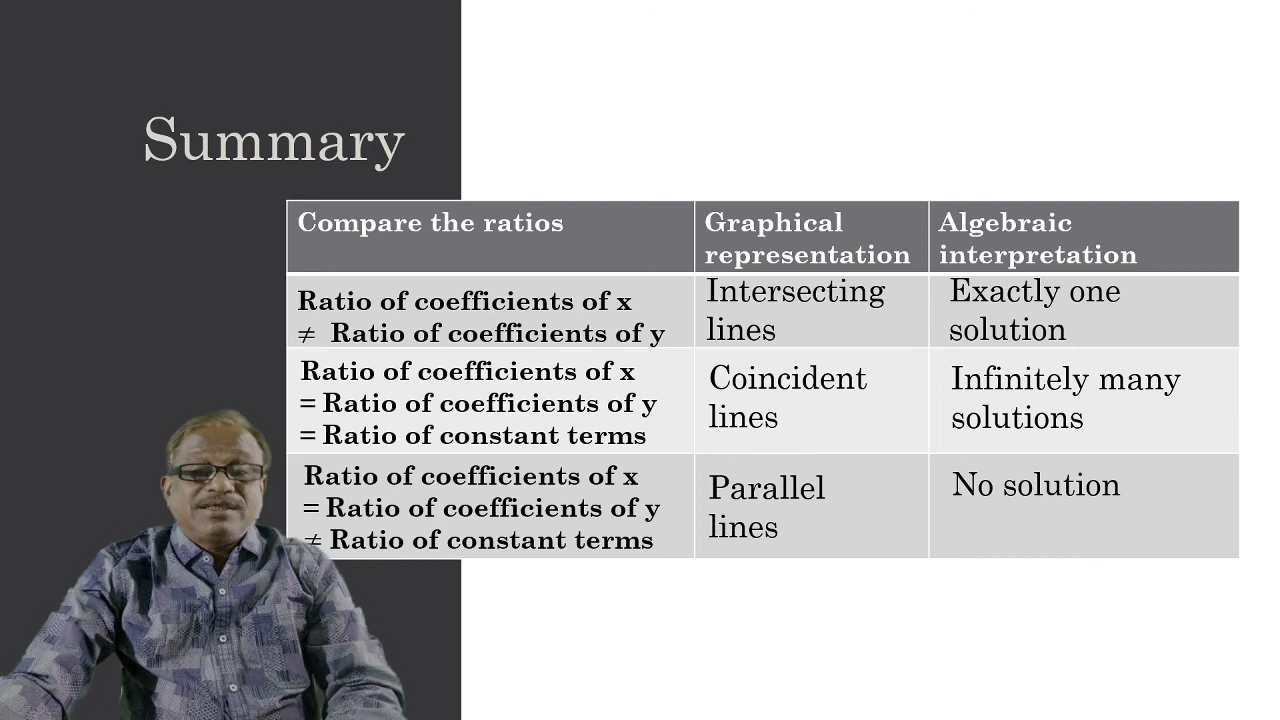 Summary
Compare the ratios
Graphical
representation
Algebraic
interpretation
Ratio of coefficients of x
≠ Ratio of coefficients of y
Intersecting
lines
Exactly one
solution
Ratio of coefficients of x
= Ratio of coefficients of y
= Ratio of constant terms
Coincident
lines
Infinitely many
solutions
Ratio of coefficients of x
= Ratio of coefficients of y
≠ Ratio of constant terms
Parallel
lines
No solution